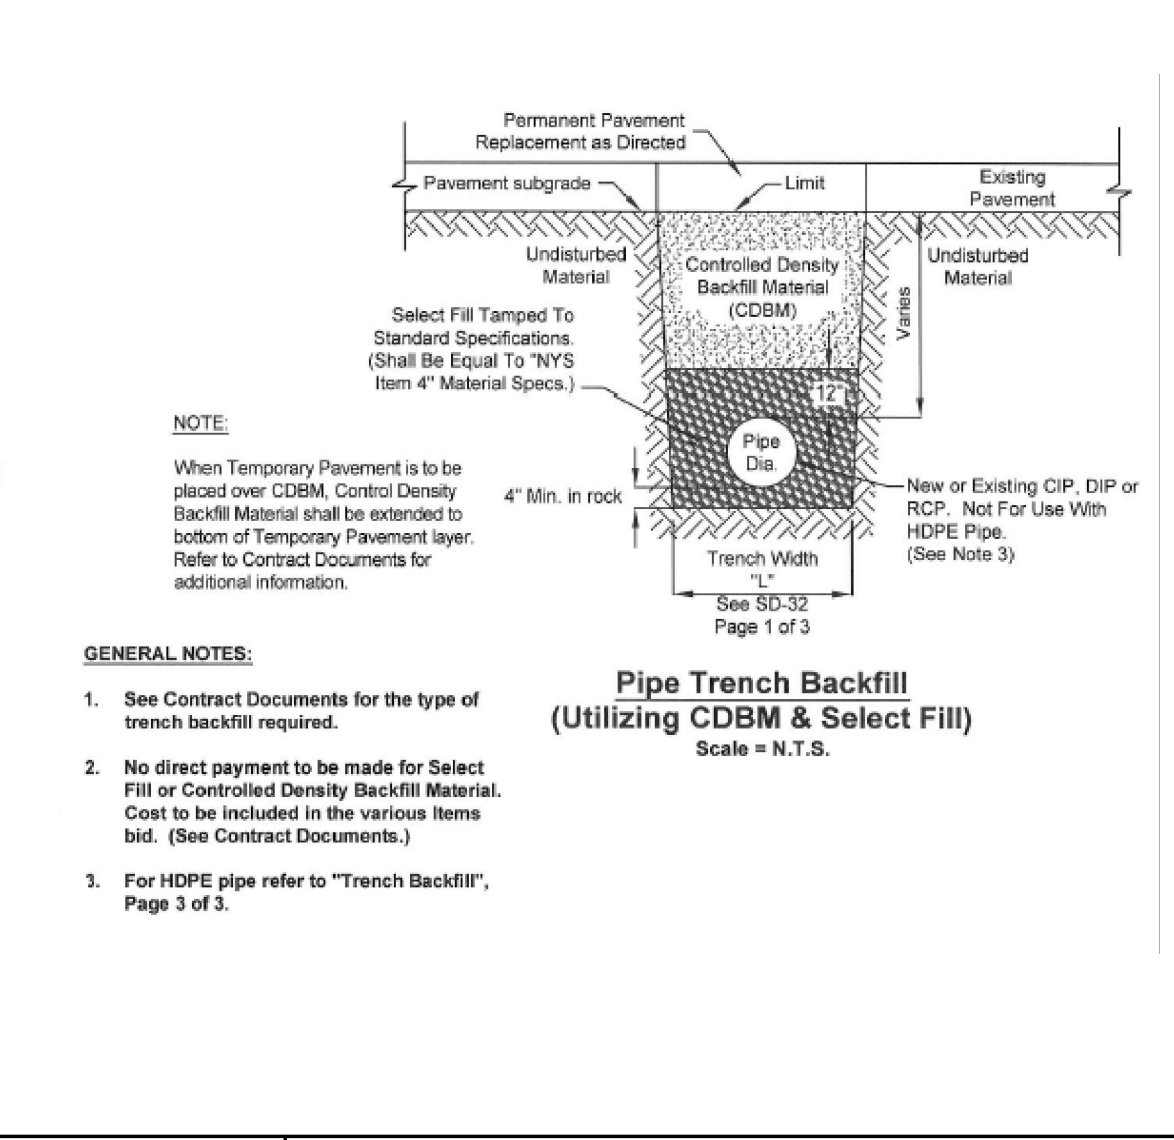 Permanent Pavement
Replacement as Directed
Pavement subgrade
Limit
Existing
Pavement
Undisturbed
Material
Controlled Density
Backfill Material
(CDBM)
Undisturbed
Material
Varies
Select Fill Tamped To
Standard Specifications.
(Shall Be Equal To "NYS
Item 4" Material Specs.)
12"
Pipe
Dia.
NOTE:
When Temporary Pavement is to be
placed over CDBM, Control Density
Backfill Material shall be extended to
bottom of Temporary Pavement layer.
Refer to Contract Documents for
additional information.
4" Min. in rock
New or Existing CIP, DIP or
RCP. Not For Use With
HDPE Pipe.
(See Note 3)
Trench Width
"L"
See SD-32
Page 1 of 3
GENERAL NOTES:
1. See Contract Documents for the type of
trench backfill required.
2. No direct payment to be made for Select
Fill or Controlled Density Backfill Material.
Cost to be included in the various Items
bid. (See Contract Documents.)
3. For HDPE pipe refer to "Trench Backfill",
Page 3 of 3.
Pipe Trench Backfill
(Utilizing CDBM & Select Fill)
Scale = N.T.S.